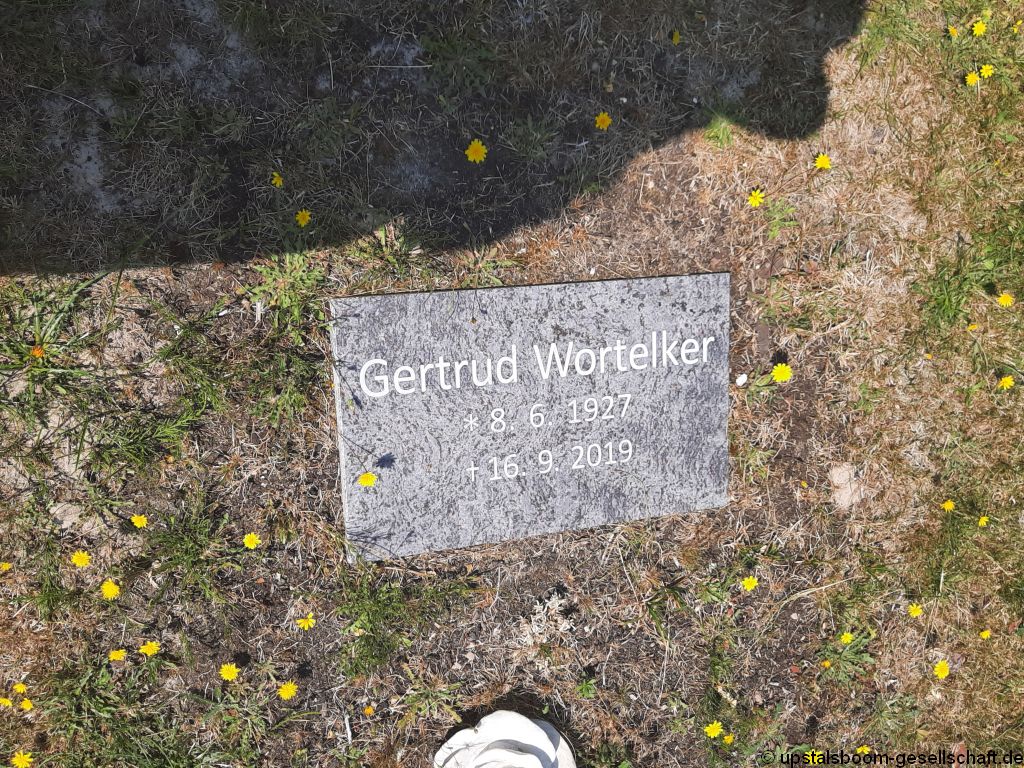 Gertrud Wortelker
* 8. 6. 1927
† 16. 9. 2019
© upstalsboom-gesellschaft.de